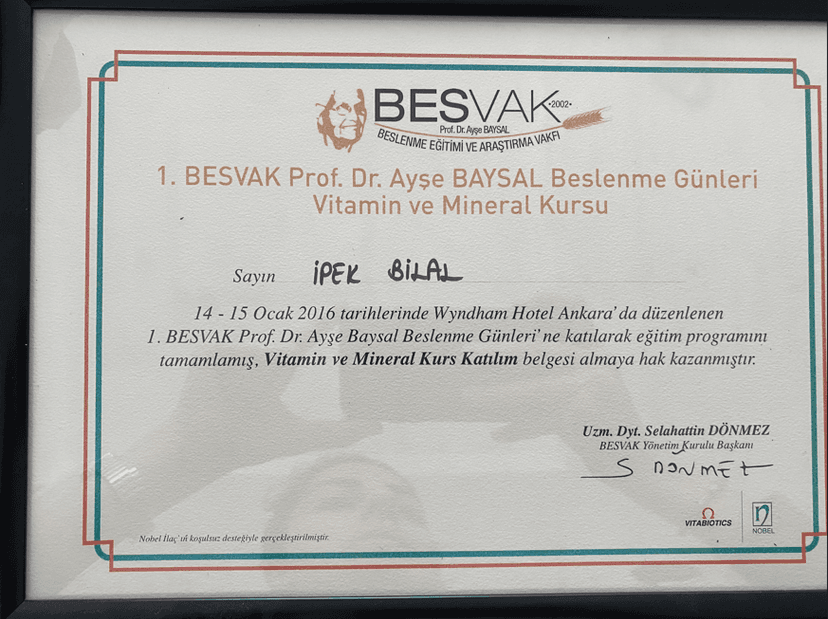 BESVAK •2002•
Prof. Dr. Ayşe BAYSAL
BESLENME EĞİTİMİ VE ARAŞTIRMA VAKFI
1. BESVAK Prof. Dr. Ayşe BAYSAL Beslenme Günleri
Vitamin ve Mineral Kursu
Sayın İPEK BİLAL
14 - 15 Ocak 2016 tarihlerinde Wyndham Hotel Ankara'da düzenlenen
1. BESVAK Prof. Dr. Ayşe Baysal Beslenme Günleri'ne katılarak eğitim programını
tamamlamış, Vitamin ve Mineral Kurs Katılım belgesi almaya hak kazanmıştır.
Uzm. Dyt. Selahattin DÖNMEZ
BESVAK Yönetim Kurulu Başkanı
S DÖNMEZ
VITABIOTICS
NOBEL
Nobel İlaç'ın koşulsuz desteğiyle gerçekleştirilmiştir.